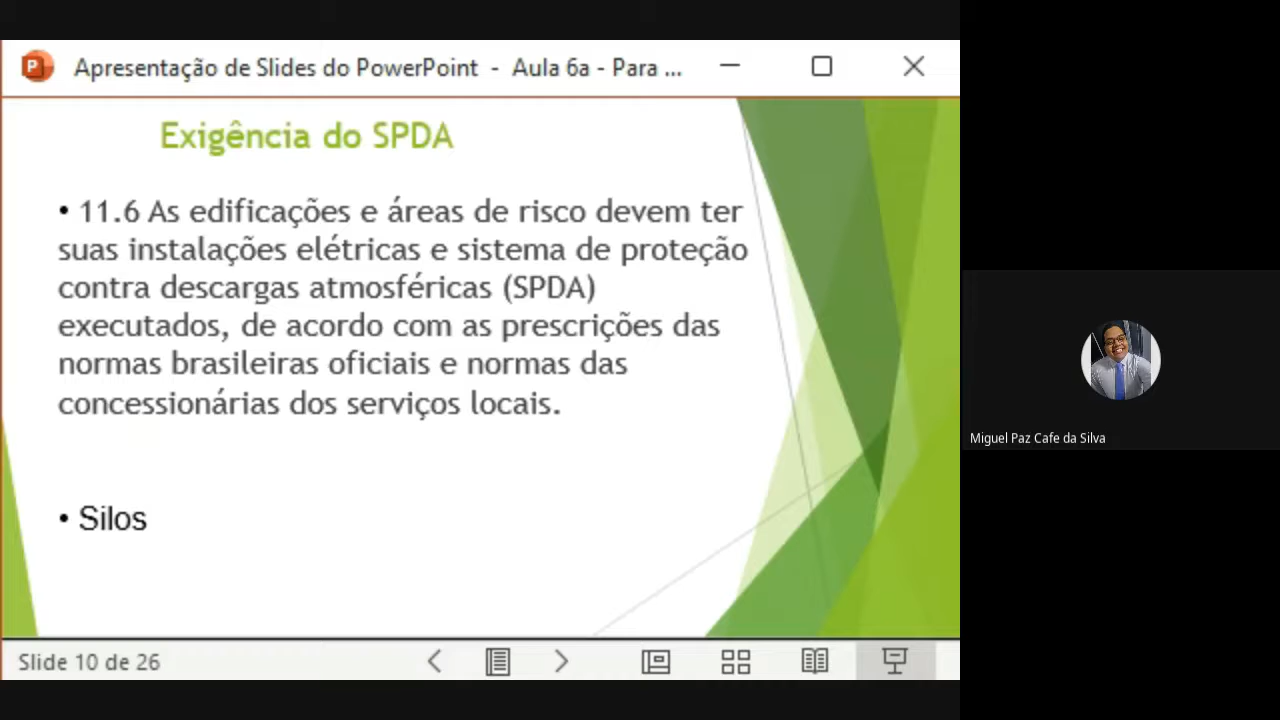 Apresentação de Slides do PowerPoint - Aula 6a - Para ...
Exigência do SPDA
• 11.6 As edificações e áreas de risco devem ter
suas instalações elétricas e sistema de proteção
contra descargas atmosféricas (SPDA)
executados, de acordo com as prescrições das
normas brasileiras oficiais e normas das
concessionárias dos serviços locais.
• Silos
Slide 10 de 26
Miguel Paz Cafe da Silva